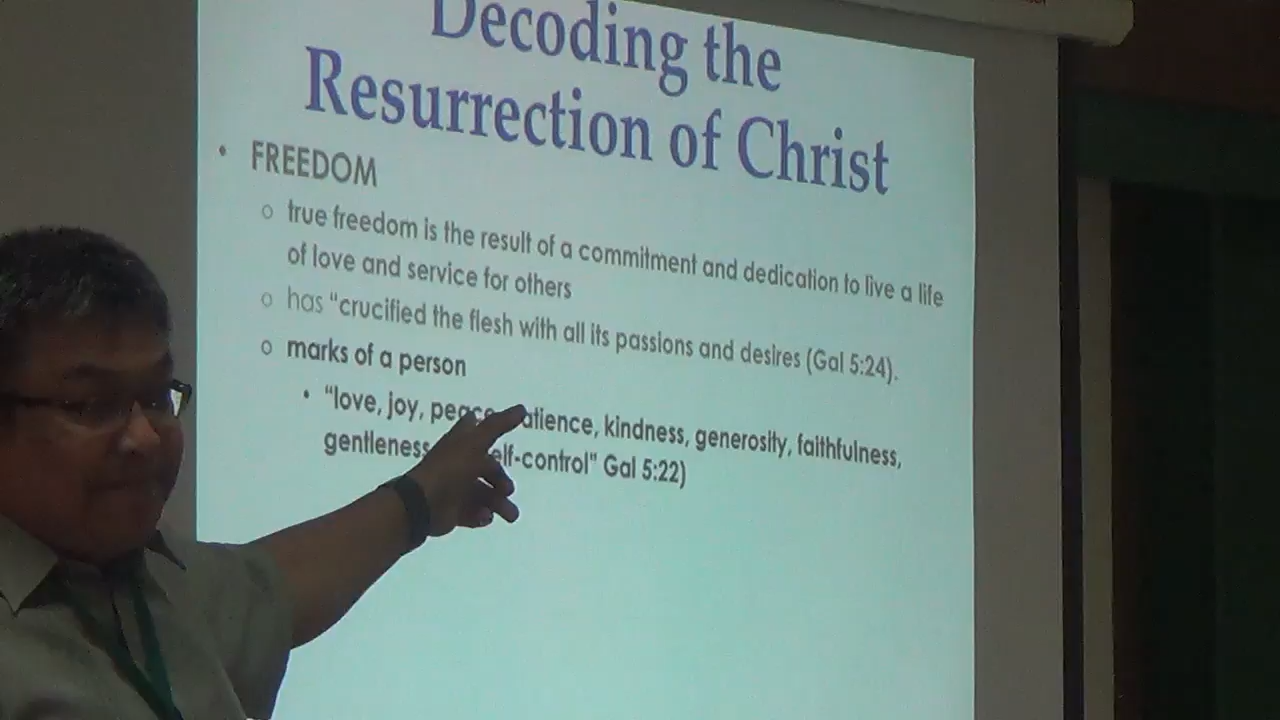 Decoding the
Resurrection of Christ
• FREEDOM
o true freedom is the result of a commitment and dedication to live a life
of love and service for others
o has "crucified the flesh with all its passions and desires (Gal 5:24).
o marks of a person
• "love, joy, peace, patience, kindness, generosity, faithfulness,
gentleness self-control" Gal 5:22)